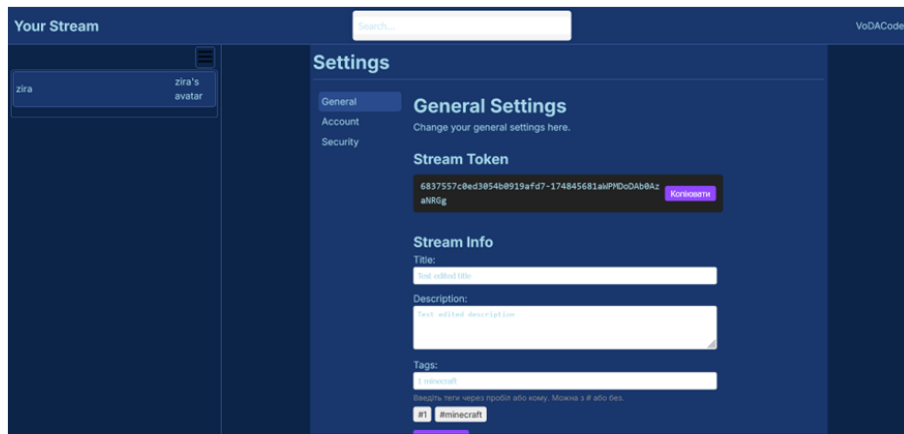 Your Stream
Search...
VoDACode
zira
zira's
avatar
Settings
General
Account
Security
General Settings
Change your general settings here.
Stream Token
6837557c0ed3054b0919afd7-174845681aWPMDoDAb0Az
aNRGg
Копіювати
Stream Info
Title:
Test edited title
Description:
Test edited description
Tags:
1 minecraft
Введіть теги через пробіл або кому. Можна з # або без.
#1
#minecraft